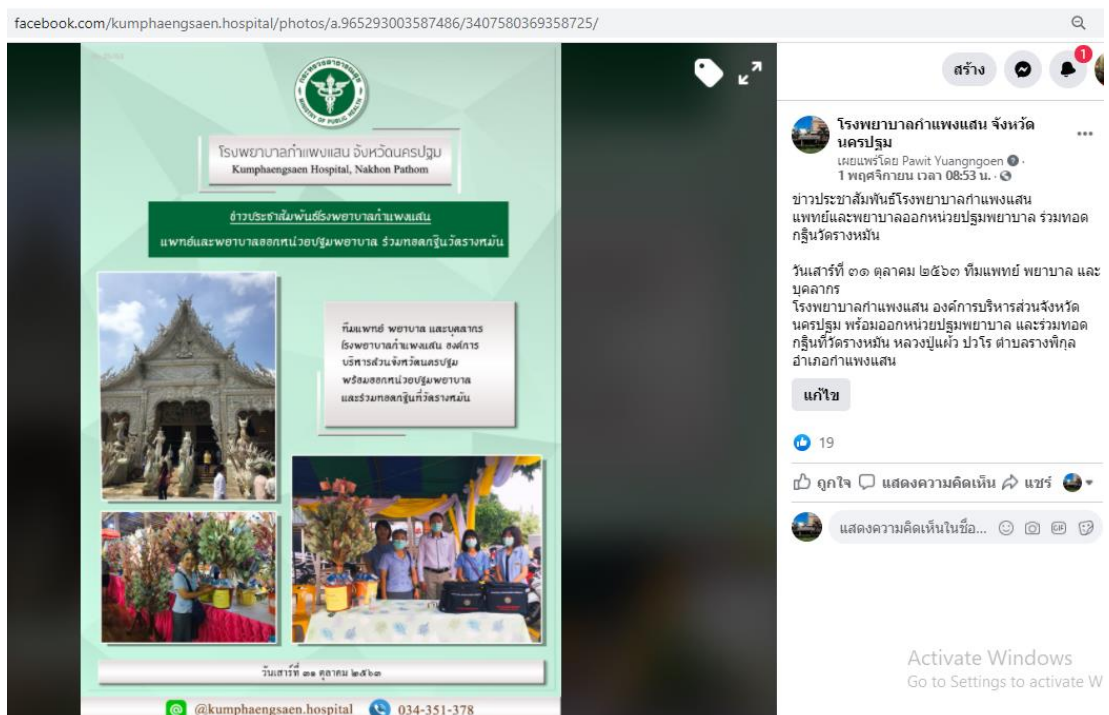 facebook.com/kumphaengsaen.hospital/photos/a.965293003587486/3407580369358725/
กระทรวงสาธารณสุข
MINISTRY OF PUBLIC HEALTH
โรงพยาบาลกำแพงแสน จังหวัดนครปฐม
Kumphaengsaen Hospital, Nakhon Pathom
ข่าวประชาสัมพันธ์โรงพยาบาลกำแพงแสน
แพทย์และพยาบาลออกหน่วยปฐมพยาบาล ร่วมทอดกฐินวัดรางหมัน
ทีมแพทย์ พยาบาล และบุคลากร
โรงพยาบาลกำแพงแสน องค์การ
บริหารส่วนจังหวัดนครปฐม
พร้อมออกหน่วยปฐมพยาบาล
และร่วมทอดกฐินที่วัดรางหมัน
วันเสาร์ที่ ๓๑ ตุลาคม ๒๕๖๓
@kumphaengsaen.hospital 034-351-378
สร้าง
1
โรงพยาบาลกำแพงแสน จังหวัด
นครปฐม
เผยแพร่โดย Pawit Yuangngoen ·
1 พฤศจิกายน เวลา 08:53 น. ·
ข่าวประชาสัมพันธ์โรงพยาบาลกำแพงแสน
แพทย์และพยาบาลออกหน่วยปฐมพยาบาล ร่วมทอด
กฐินวัดรางหมัน
วันเสาร์ที่ ๓๑ ตุลาคม ๒๕๖๓ ทีมแพทย์ พยาบาล และ
บุคลากร
โรงพยาบาลกำแพงแสน องค์การบริหารส่วนจังหวัด
นครปฐม พร้อมออกหน่วยปฐมพยาบาล และร่วมทอด
กฐินที่วัดรางหมัน หลวงปู่แผ้ว ปวโร ตำบลรางพิกุล
อำเภอกำแพงแสน
แก้ไข
19
ถูกใจ แสดงความคิดเห็น แชร์
แสดงความคิดเห็นในชื่อ... GIF
Activate Windows
Go to Settings to activate W